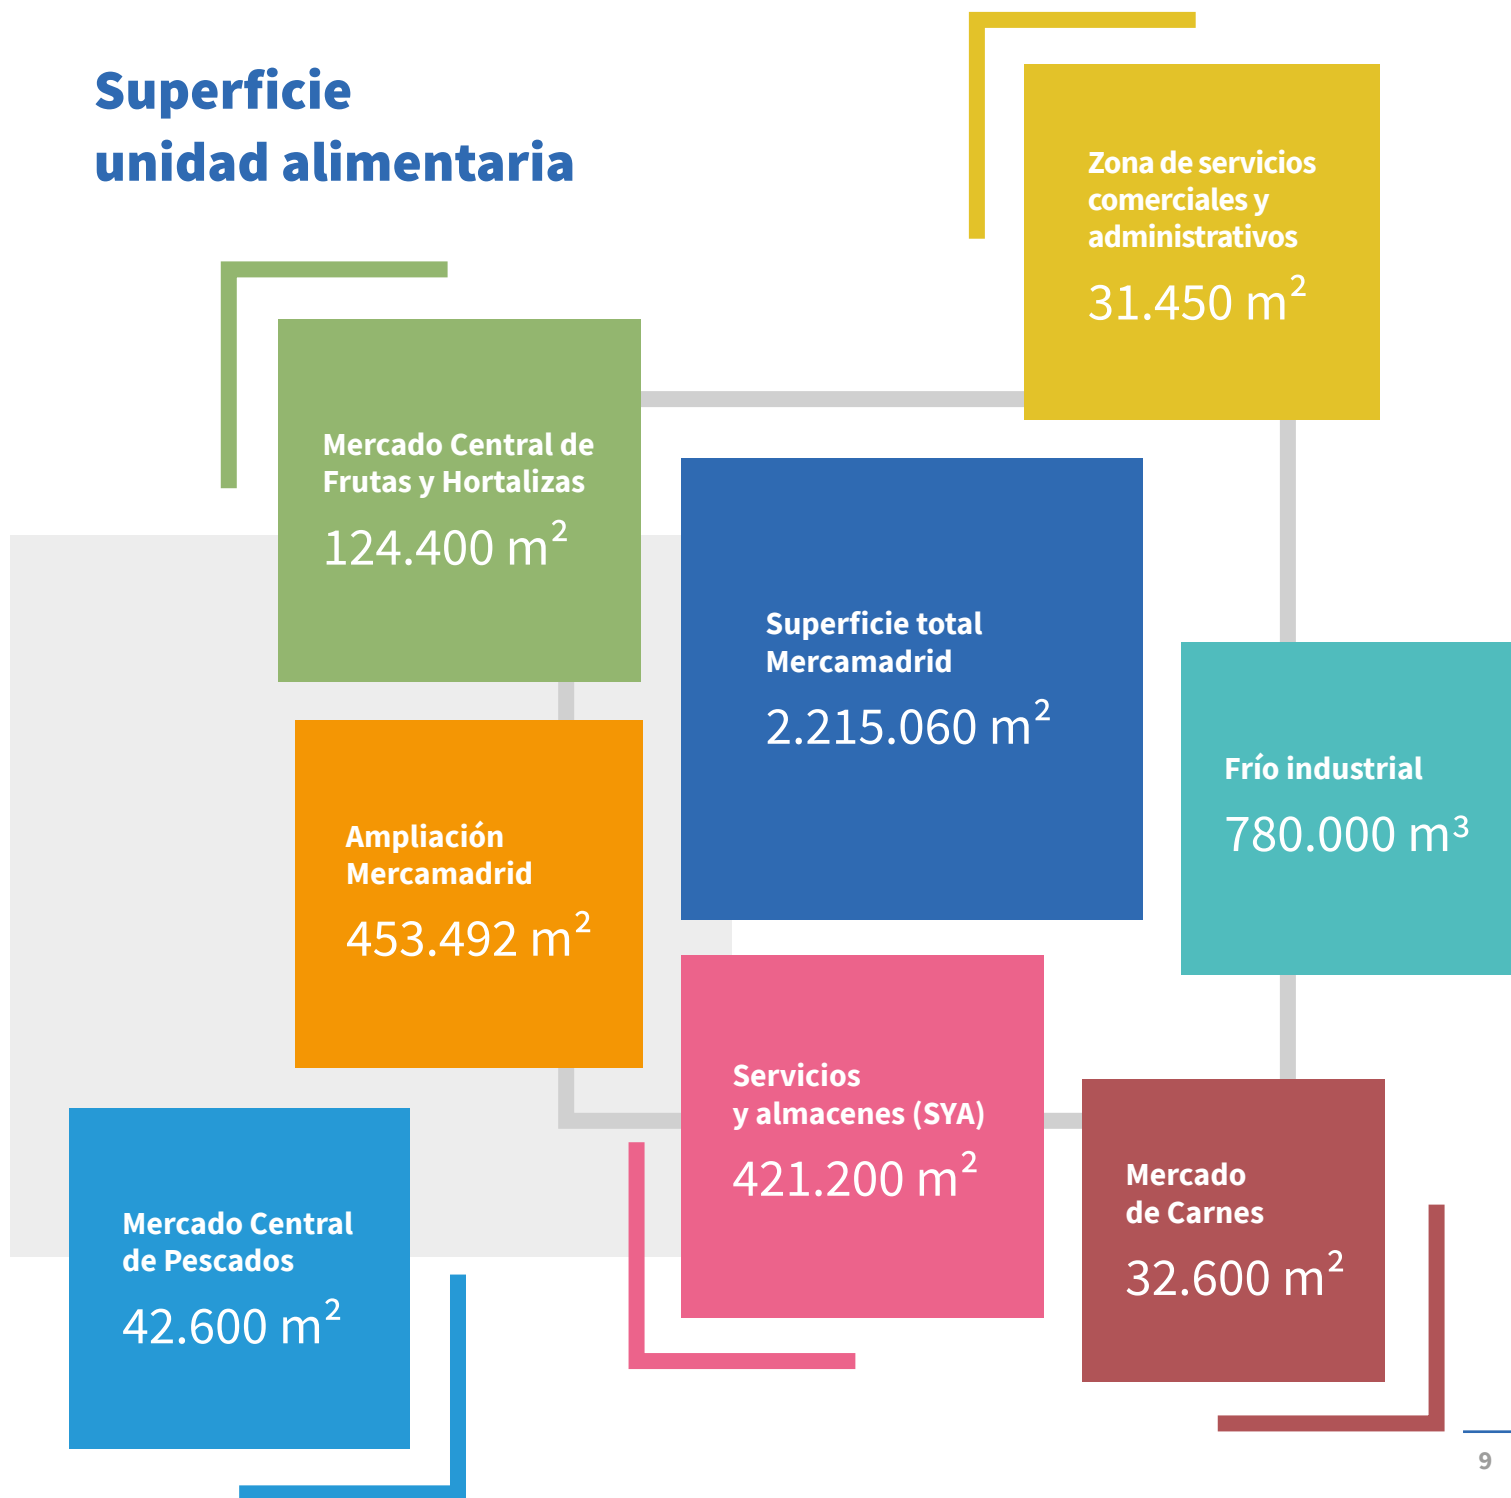 Superficie
unidad alimentaria
Zona de servicios
comerciales y
administrativos
31.450 m²
Mercado Central de
Frutas y Hortalizas
124.400 m²
Superficie total
Mercamadrid
2.215.060 m²
Frío industrial
780.000 m³
Ampliación
Mercamadrid
453.492 m²
Servicios
y almacenes (SYA)
421.200 m²
Mercado
de Carnes
32.600 m²
Mercado Central
de Pescados
42.600 m²
9